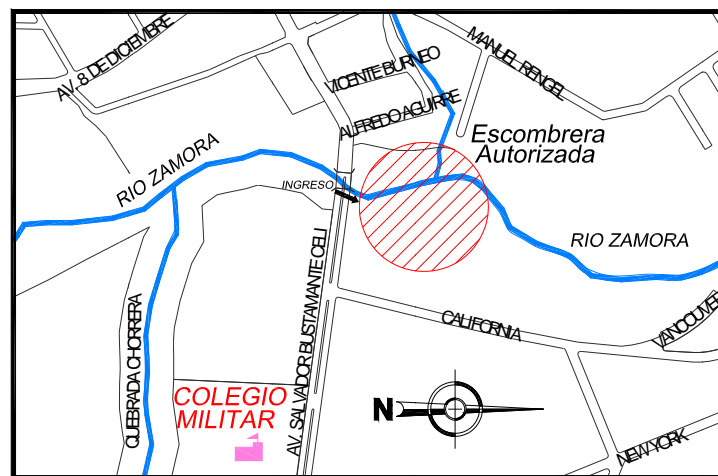 AV. 8 DE DICIEMBRE
VICENTE BURNEO
MANUEL RENGEL
ALFREDO AGUIRRE
Escombrera
Autorizada
RIO ZAMORA
INGRESO
RIO ZAMORA
QUEBRADA CHORRERA
AV. SALVADOR BUSTAMANTE CELI
CALIFORNIA
VANCOUVER
COLEGIO
MILITAR
N
NEW YORK